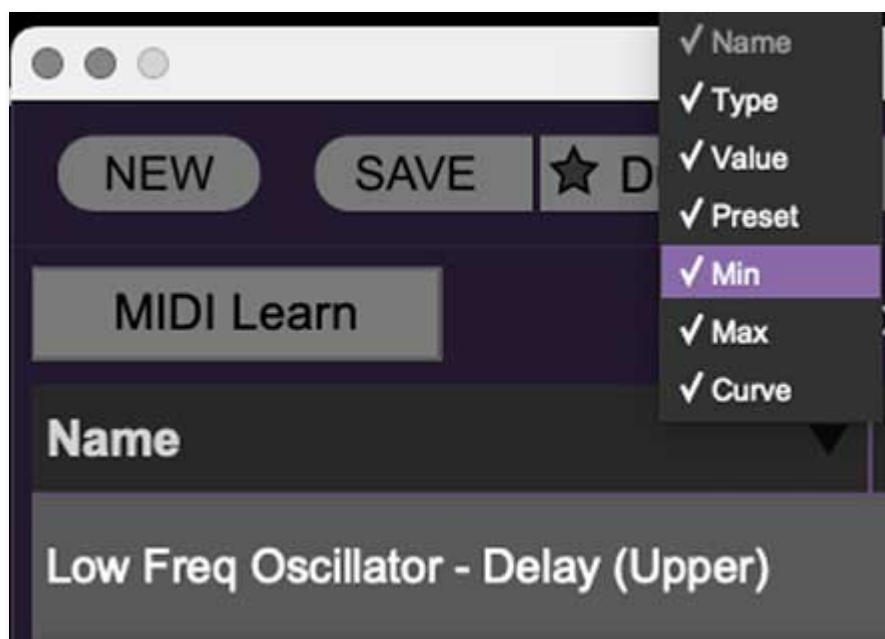 ✓ Name
✓ Type
✓ Value
✓ Preset
✓ Min
✓ Max
✓ Curve
NEW
SAVE
MIDI Learn
Name
Low Freq Oscillator - Delay (Upper)